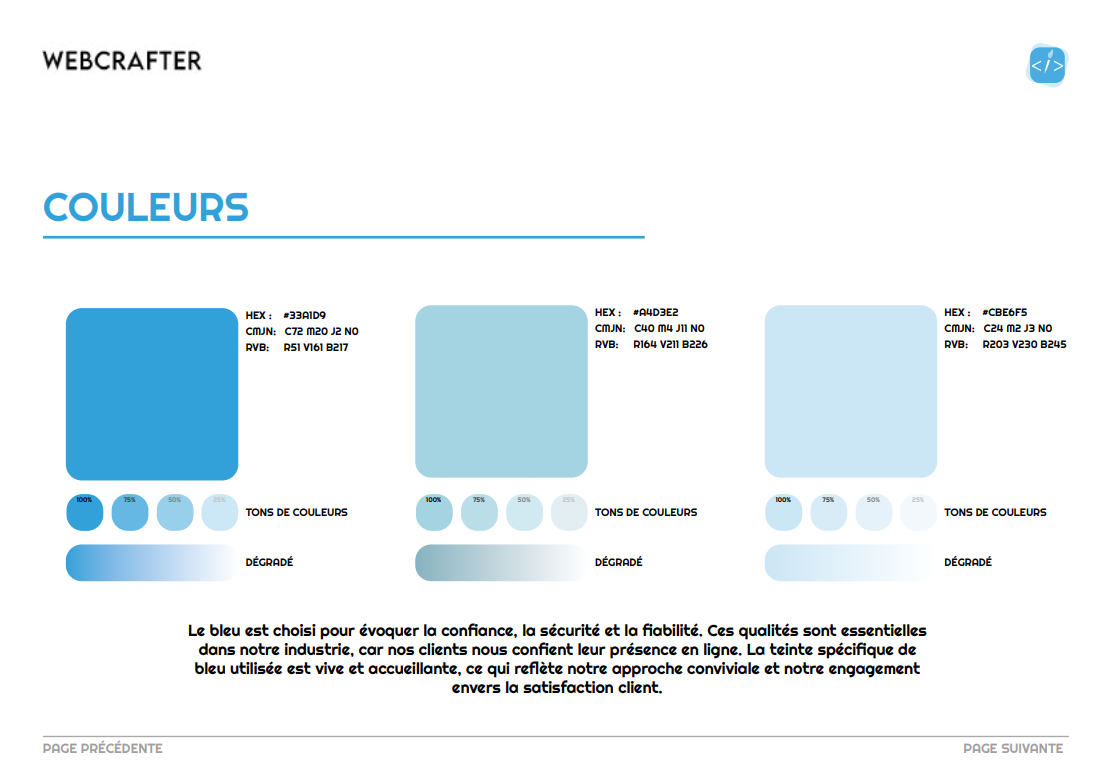 WEBCRAFTER
</>
COULEURS
HEX : #33A1D9
CMJN: C72 M20 J2 N0
RVB: R51 V161 B217
100% 75% 50% 25%
TONS DE COULEURS
DÉGRADÉ
HEX : #A4D3E2
CMJN: C40 M4 J11 N0
RVB: R164 V211 B226
100% 75% 50% 25%
TONS DE COULEURS
DÉGRADÉ
HEX : #CBE6F5
CMJN: C24 M2 J3 N0
RVB: R203 V230 B245
100% 75% 50% 25%
TONS DE COULEURS
DÉGRADÉ
Le bleu est choisi pour évoquer la confiance, la sécurité et la fiabilité. Ces qualités sont essentielles
dans notre industrie, car nos clients nous confient leur présence en ligne. La teinte spécifique de
bleu utilisée est vive et accueillante, ce qui reflète notre approche conviviale et notre engagement
envers la satisfaction client.
PAGE PRÉCÉDENTE
PAGE SUIVANTE